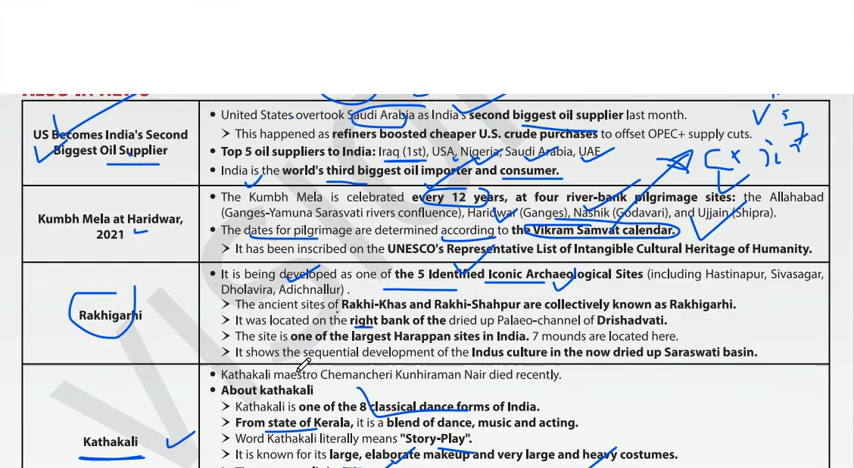 US Becomes India's Second
Biggest Oil Supplier
• United States overtook Saudi Arabia as India's second biggest oil supplier last month.
➤ This happened as refiners boosted cheaper U.S. crude purchases to offset OPEC+ supply cuts.
• Top 5 oil suppliers to India: Iraq (1st), USA, Nigeria, Saudi Arabia, UAE
• India is the world's third biggest oil importer and consumer.
Kumbh Mela at Haridwar,
2021
• The Kumbh Mela is celebrated every 12 years, at four river-bank pilgrimage sites: the Allahabad
(Ganges-Yamuna Sarasvati rivers confluence), Haridwar (Ganges), Nashik (Godavari), and Ujjain (Shipra).
• The dates for pilgrimage are determined according to the Vikram Samvat calendar.
➤ It has been inscribed on the UNESCO's Representative List of Intangible Cultural Heritage of Humanity.
Rakhigarhi
• It is being developed as one of the 5 Identified Iconic Archaeological Sites (including Hastinapur, Sivasagar,
Dholavira, Adichnallur) .
➤ The ancient sites of Rakhi-Khas and Rakhi-Shahpur are collectively known as Rakhigarhi.
➤ It was located on the right bank of the dried up Palaeo-channel of Drishadvati.
➤ The site is one of the largest Harappan sites in India. 7 mounds are located here.
➤ It shows the sequential development of the Indus culture in the now dried up Saraswati basin.
Kathakali
• Kathakali maestro Chemancheri Kunhiraman Nair died recently.
• About kathakali
➤ Kathakali is one of the 8 classical dance forms of India.
➤ From state of Kerala, it is a blend of dance, music and acting.
➤ Word Kathakali literally means "Story-Play".
➤ It is known for its large, elaborate makeup and very large and heavy costumes.